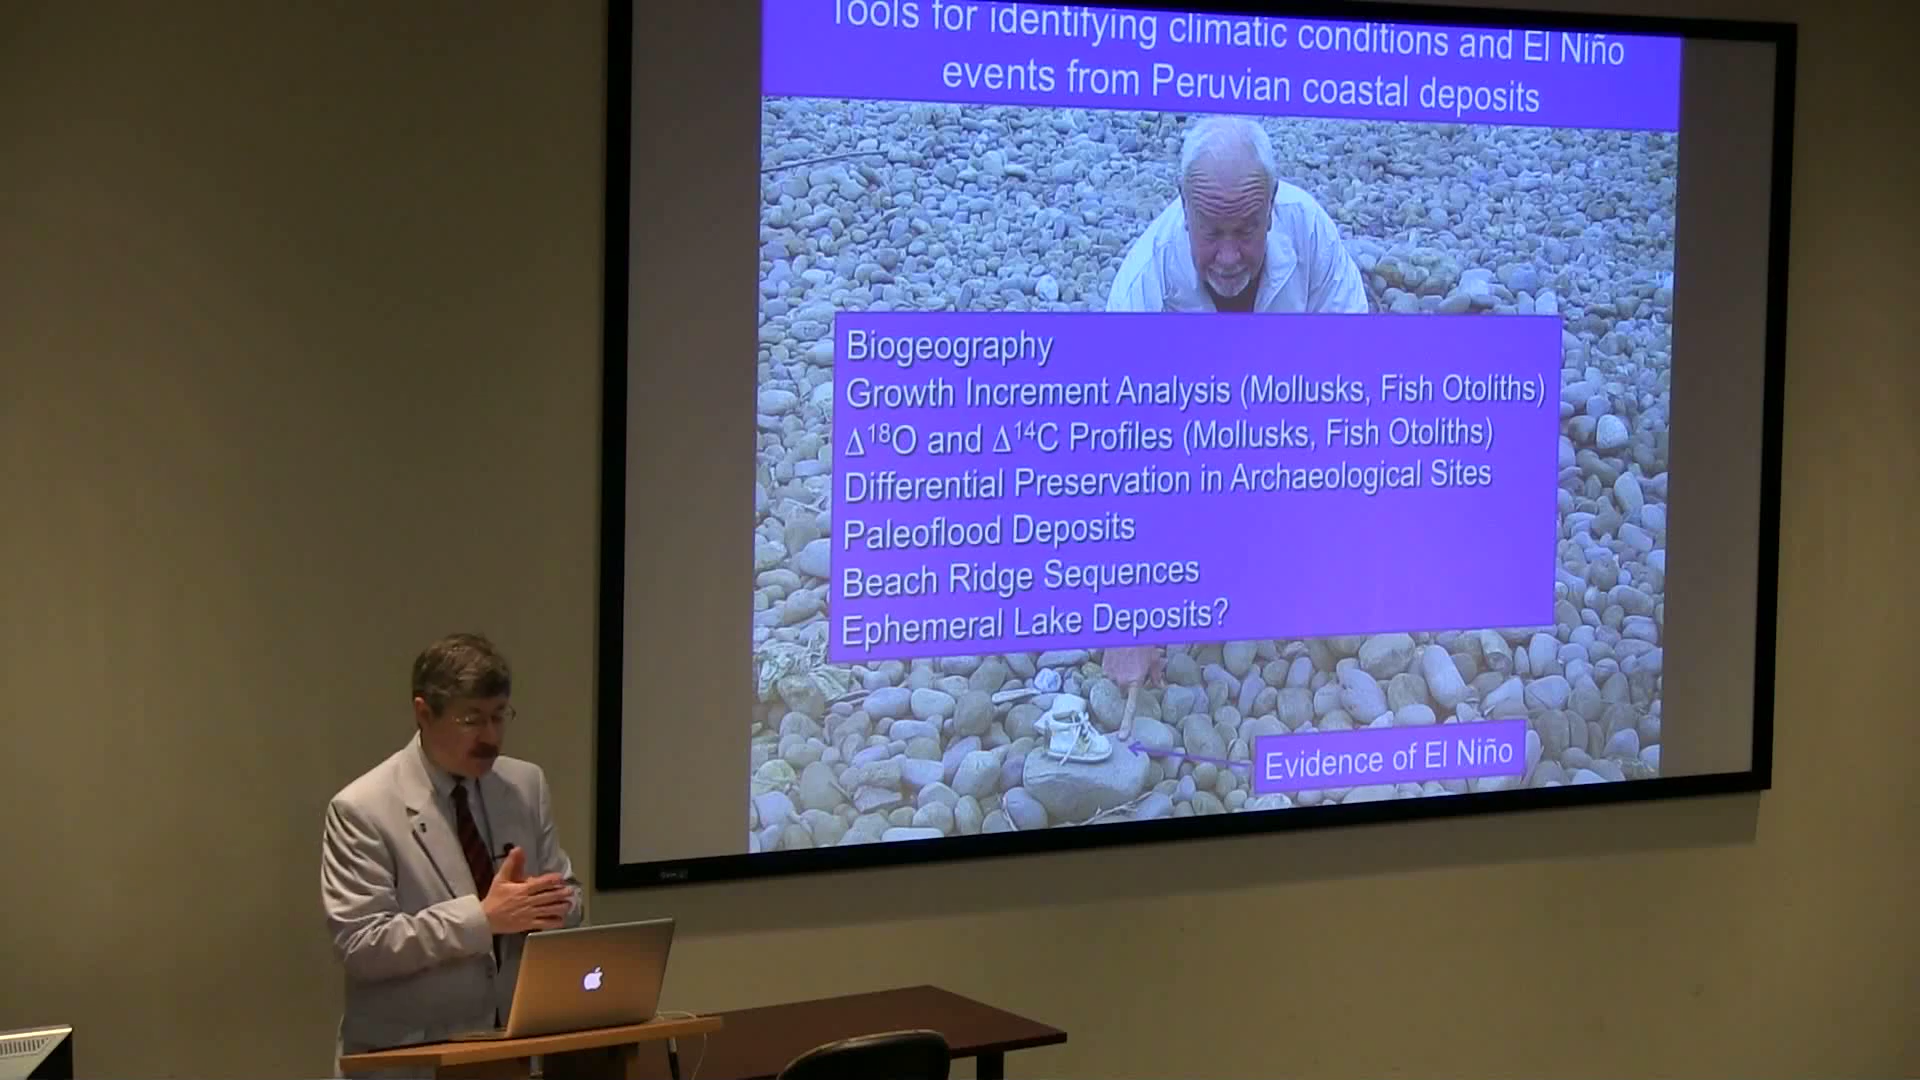 Tools for identifying climatic conditions and El Niño
events from Peruvian coastal deposits
Biogeography
Growth Increment Analysis (Mollusks, Fish Otoliths)
Δ¹⁸O and Δ¹⁴C Profiles (Mollusks, Fish Otoliths)
Differential Preservation in Archaeological Sites
Paleoflood Deposits
Beach Ridge Sequences
Ephemeral Lake Deposits?
Evidence of El Niño